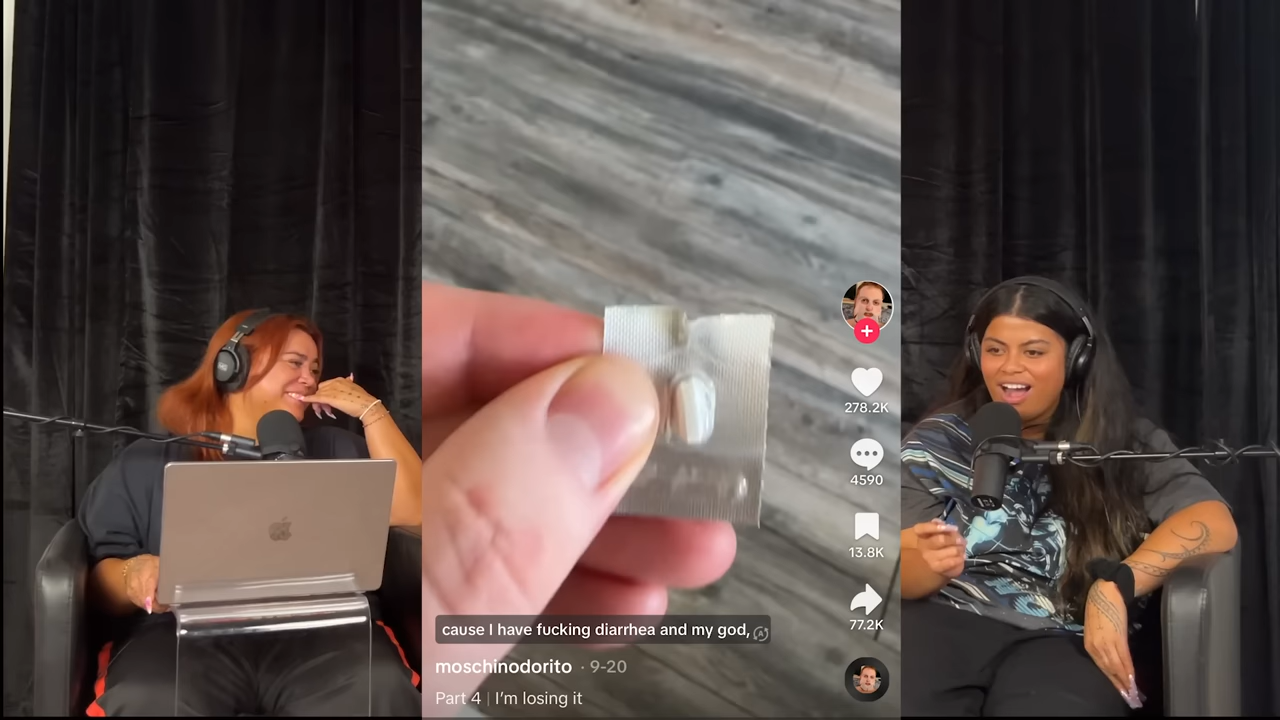 278.2K
4590
13.8K
77.2K
cause I have fucking diarrhea and my god,
moschinodorito · 9-20
Part 4 | I'm losing it